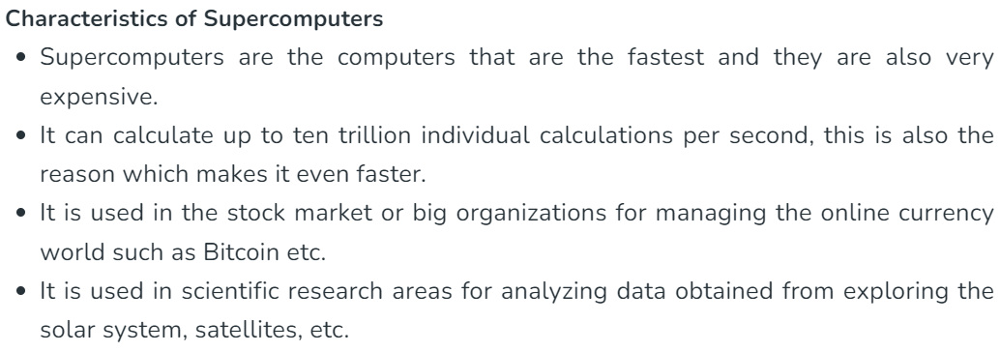 Characteristics of Supercomputers
• Supercomputers are the computers that are the fastest and they are also very
expensive.
• It can calculate up to ten trillion individual calculations per second, this is also the
reason which makes it even faster.
• It is used in the stock market or big organizations for managing the online currency
world such as Bitcoin etc.
• It is used in scientific research areas for analyzing data obtained from exploring the
solar system, satellites, etc.